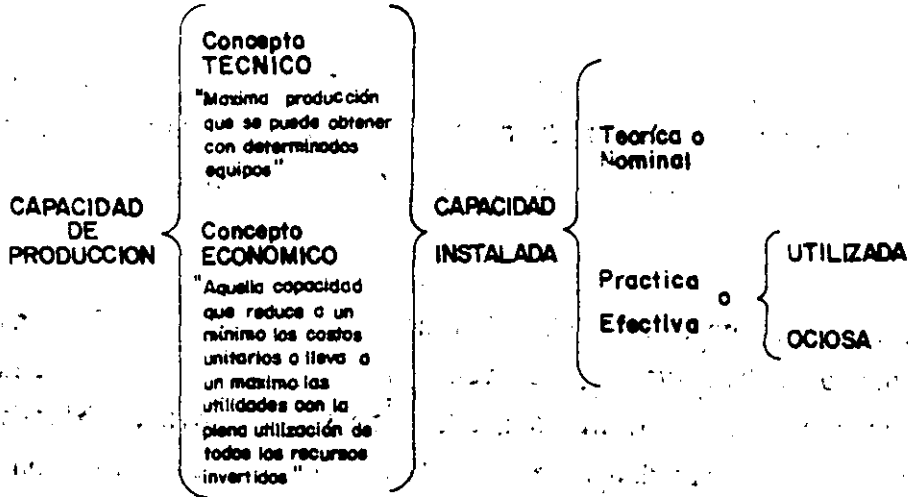 CAPACIDAD
DE
PRODUCCION
Concepto
TECNICO
"Maxima producción
que se puede obtener
con determinados
equipos"
Concepto
ECONOMICO
"Aquella capacidad
que reduce a un
mínimo los costos
unitarios o lleva a
un maximo las
utilidades con la
plena utilización de
todos los recursos
invertidos"
CAPACIDAD
INSTALADA
Teoríca o
Nominal
Practica o
Efectiva
UTILIZADA
OCIOSA